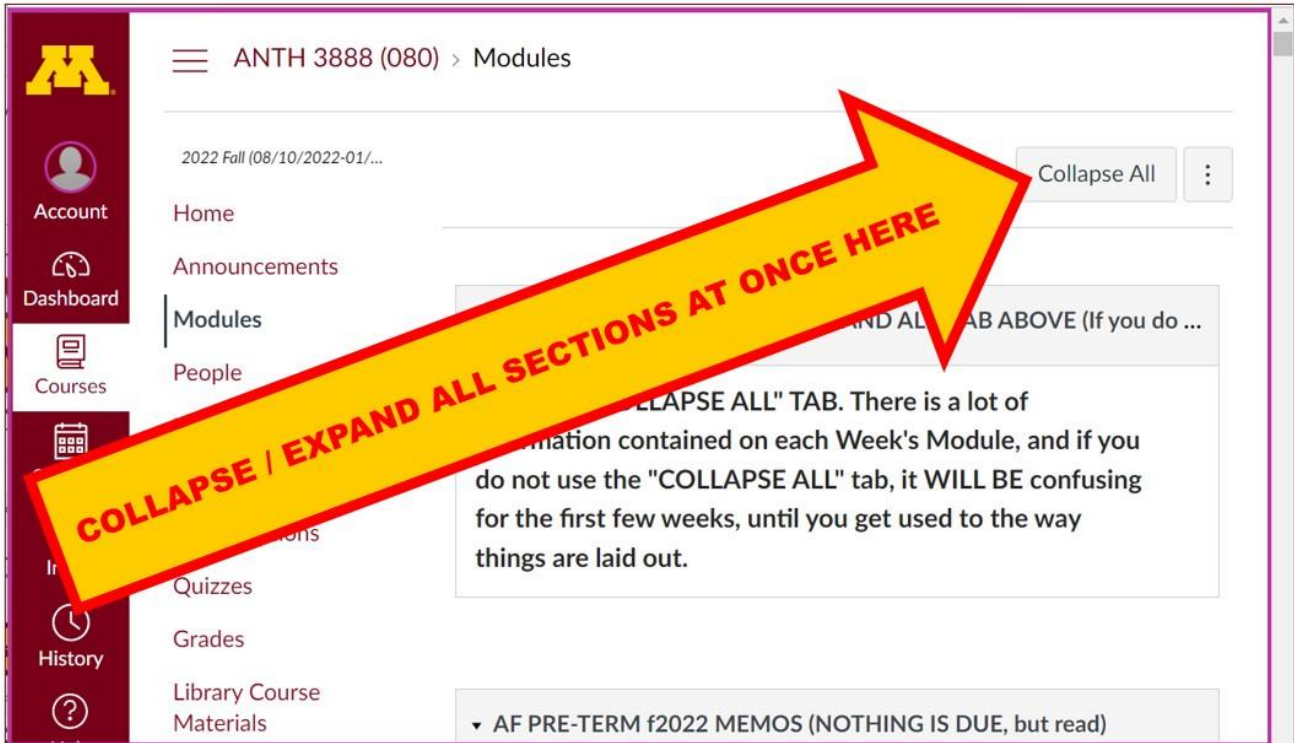 M
ANTH 3888 (080) > Modules
2022 Fall (08/10/2022-01/...
Collapse All
Account
Home
Announcements
Dashboard
Modules
AB ABOVE (If you do ...
Courses
People
COLLAPSE / EXPAND ALL SECTIONS AT ONCE HERE
ALL" TAB. There is a lot of
contained on each Week's Module, and if you
do not use the "COLLAPSE ALL" tab, it WILL BE confusing
for the first few weeks, until you get used to the way
things are laid out.
Quizzes
History
Grades
Library Course
Materials
AF PRE-TERM f2022 MEMOS (NOTHING IS DUE, but read)